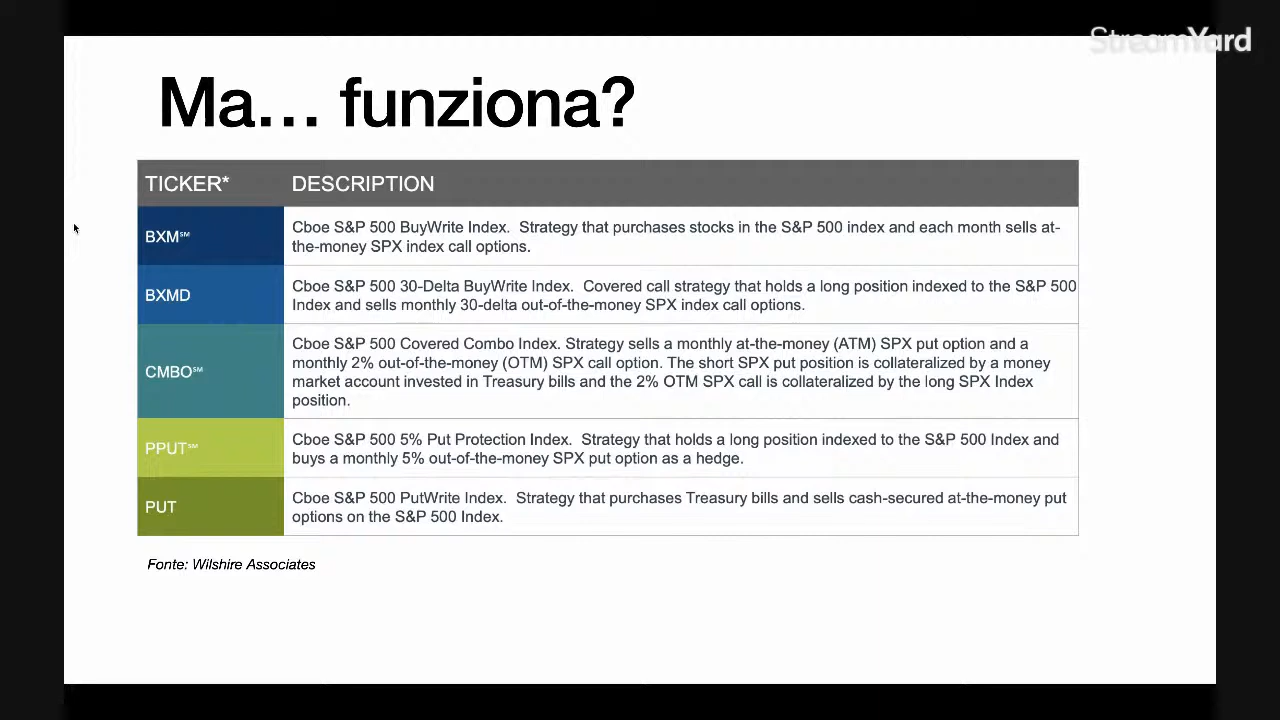 StreamYard
Ma... funziona?
TICKER* DESCRIPTION
BXM℠ Cboe S&P 500 BuyWrite Index.  Strategy that purchases stocks in the S&P 500 index and each month sells at-
the-money SPX index call options.
BXMD Cboe S&P 500 30-Delta BuyWrite Index.  Covered call strategy that holds a long position indexed to the S&P 500
Index and sells monthly 30-delta out-of-the-money SPX index call options.
CMBO℠ Cboe S&P 500 Covered Combo Index. Strategy sells a monthly at-the-money (ATM) SPX put option and a
monthly 2% out-of-the-money (OTM) SPX call option. The short SPX put position is collateralized by a money
market account invested in Treasury bills and the 2% OTM SPX call is collateralized by the long SPX Index
position.
PPUT℠ Cboe S&P 500 5% Put Protection Index.  Strategy that holds a long position indexed to the S&P 500 Index and
buys a monthly 5% out-of-the-money SPX put option as a hedge.
PUT Cboe S&P 500 PutWrite Index.  Strategy that purchases Treasury bills and sells cash-secured at-the-money put
options on the S&P 500 Index.
Fonte: Wilshire Associates